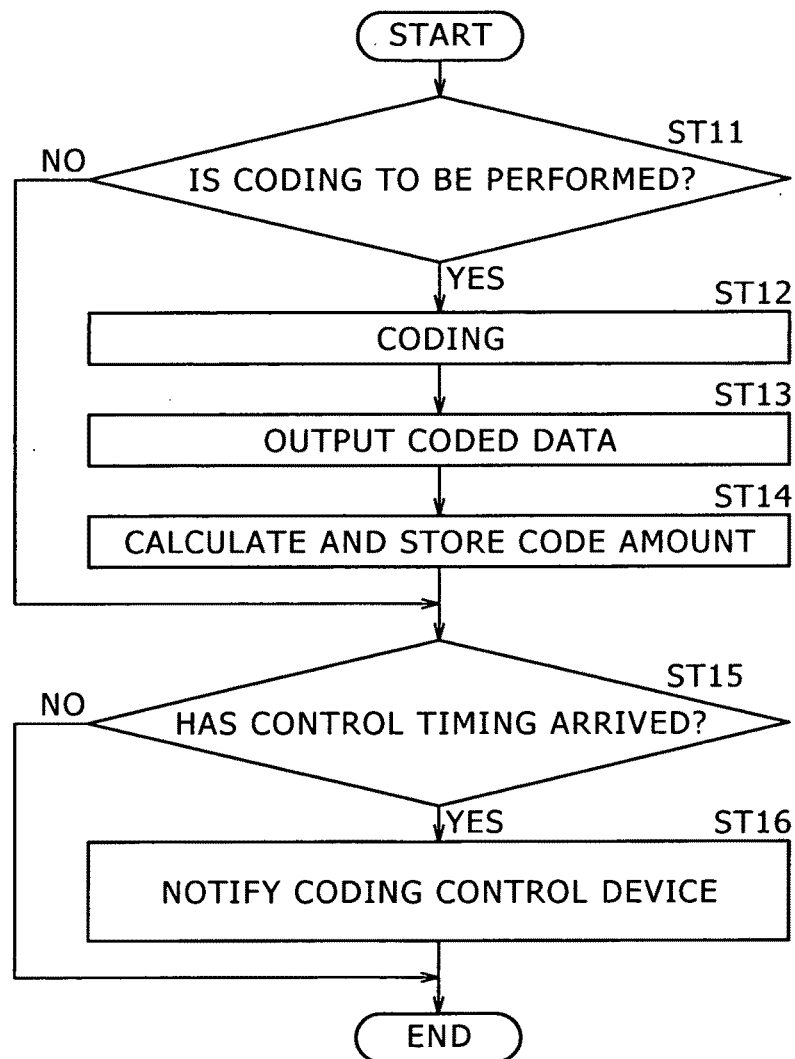 START
ST11
NO
IS CODING TO BE PERFORMED?
YES
ST12
CODING
ST13
OUTPUT CODED DATA
ST14
CALCULATE AND STORE CODE AMOUNT
ST15
NO
HAS CONTROL TIMING ARRIVED?
YES
ST16
NOTIFY CODING CONTROL DEVICE
END